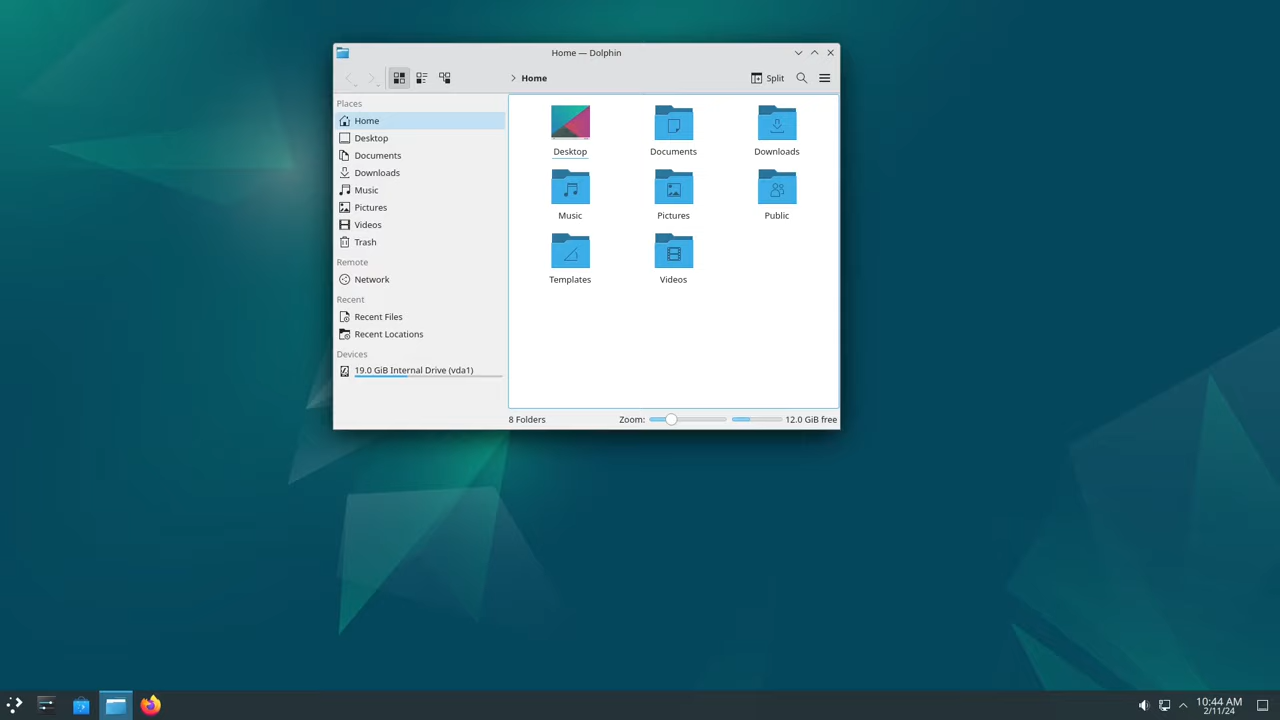 Home — Dolphin
Home
Split
Places
Home
Desktop
Documents
Downloads
Music
Pictures
Videos
Trash
Remote
Network
Recent
Recent Files
Recent Locations
Devices
19.0 GiB Internal Drive (vda1)
Desktop
Documents
Downloads
Music
Pictures
Public
Templates
Videos
8 Folders
Zoom:
12.0 GiB free
10:44 AM
2/11/24